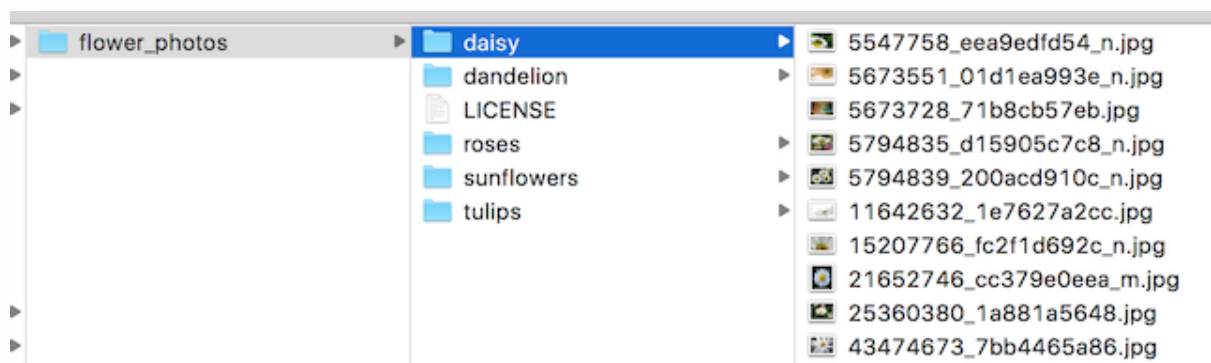 flower_photos
daisy
dandelion
LICENSE
roses
sunflowers
tulips
5547758_eea9edfd54_n.jpg
5673551_01d1ea993e_n.jpg
5673728_71b8cb57eb.jpg
5794835_d15905c7c8_n.jpg
5794839_200acd910c_n.jpg
11642632_1e7627a2cc.jpg
15207766_fc2f1d692c_n.jpg
21652746_cc379e0eea_m.jpg
25360380_1a881a5648.jpg
43474673_7bb4465a86.jpg